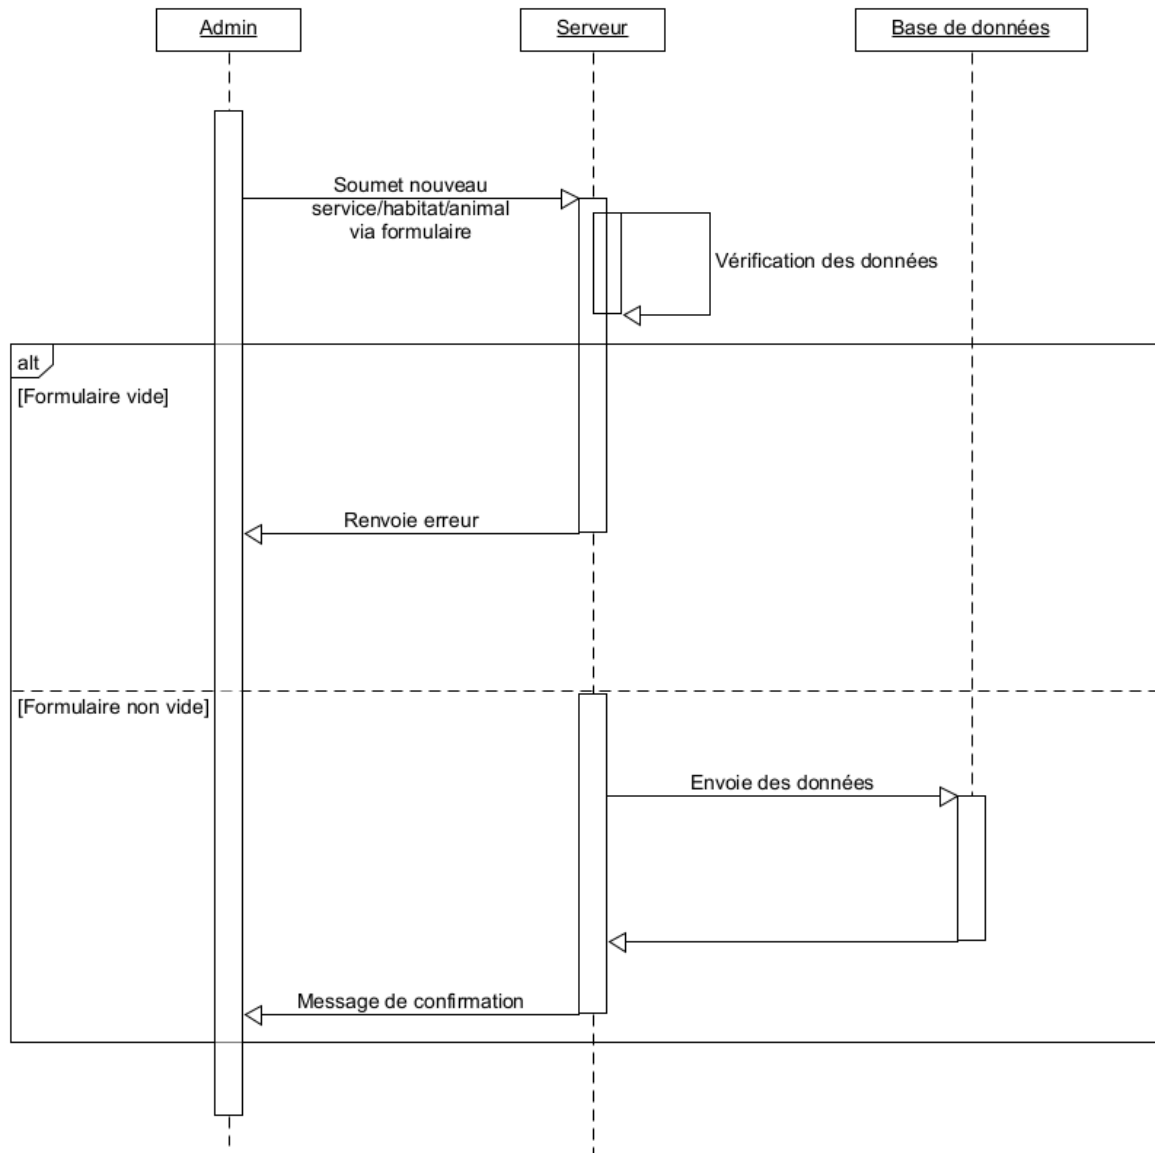 Admin
Serveur
Base de données
Soumet nouveau
service/habitat/animal
via formulaire
Vérification des données
alt
[Formulaire vide]
Renvoie erreur
[Formulaire non vide]
Envoie des données
Message de confirmation